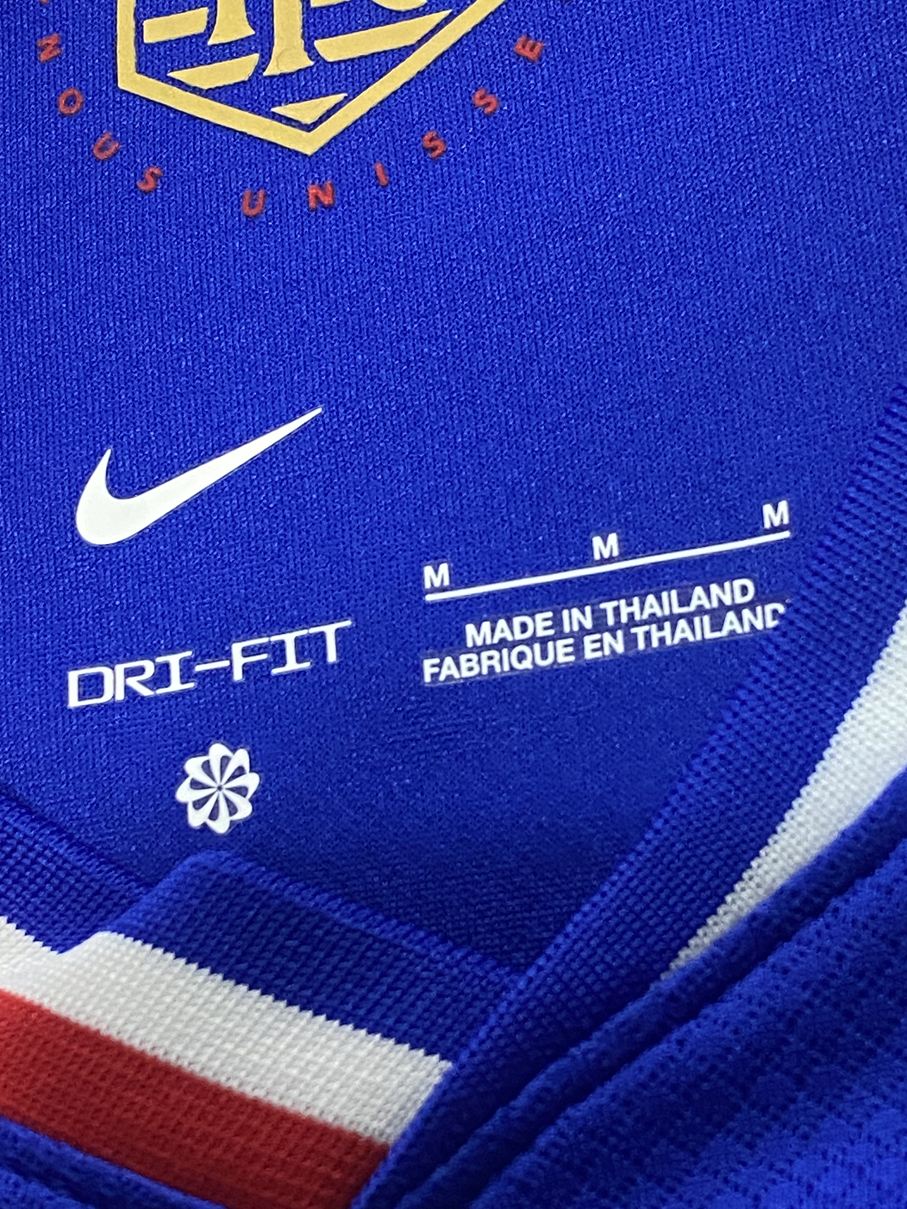 NOUS UNISSE
DRI-FIT
M M M
MADE IN THAILAND
FABRIQUE EN THAILAND